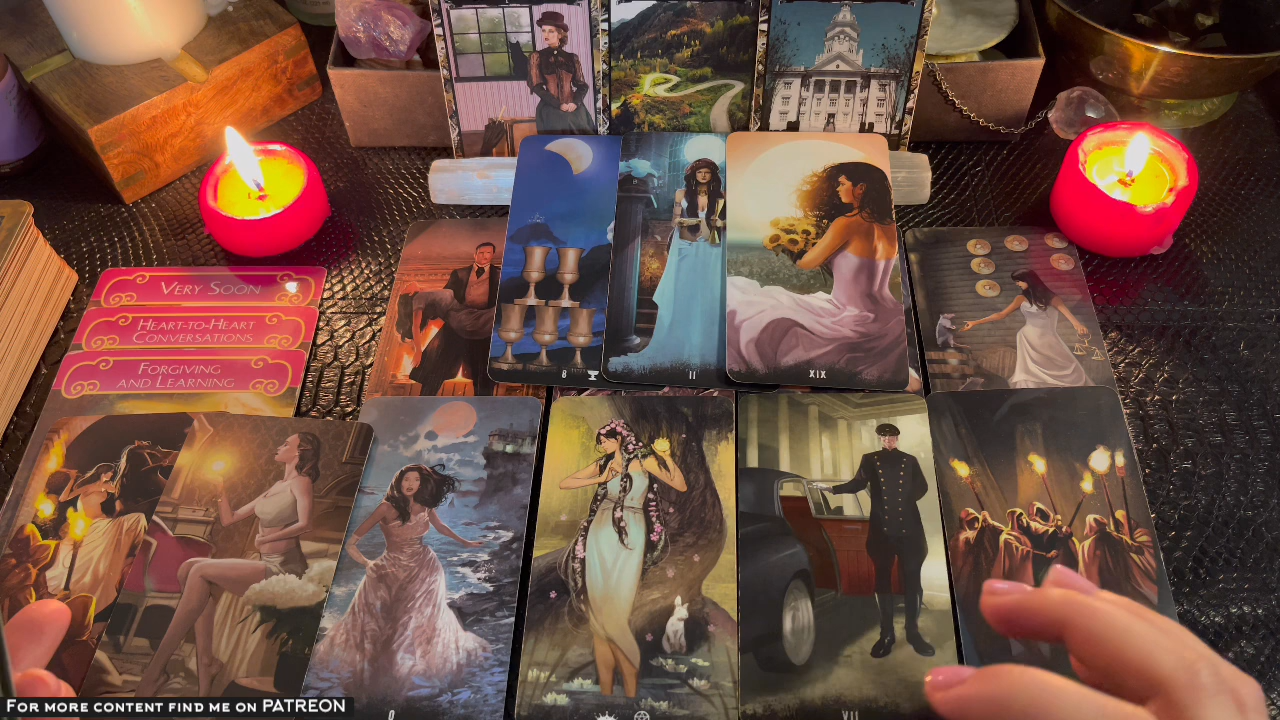 VERY SOON
HEART-TO-HEART
CONVERSATIONS
FORGIVING
AND LEARNING
8
II
XIX
0
VII
FOR MORE CONTENT FIND ME ON PATREON